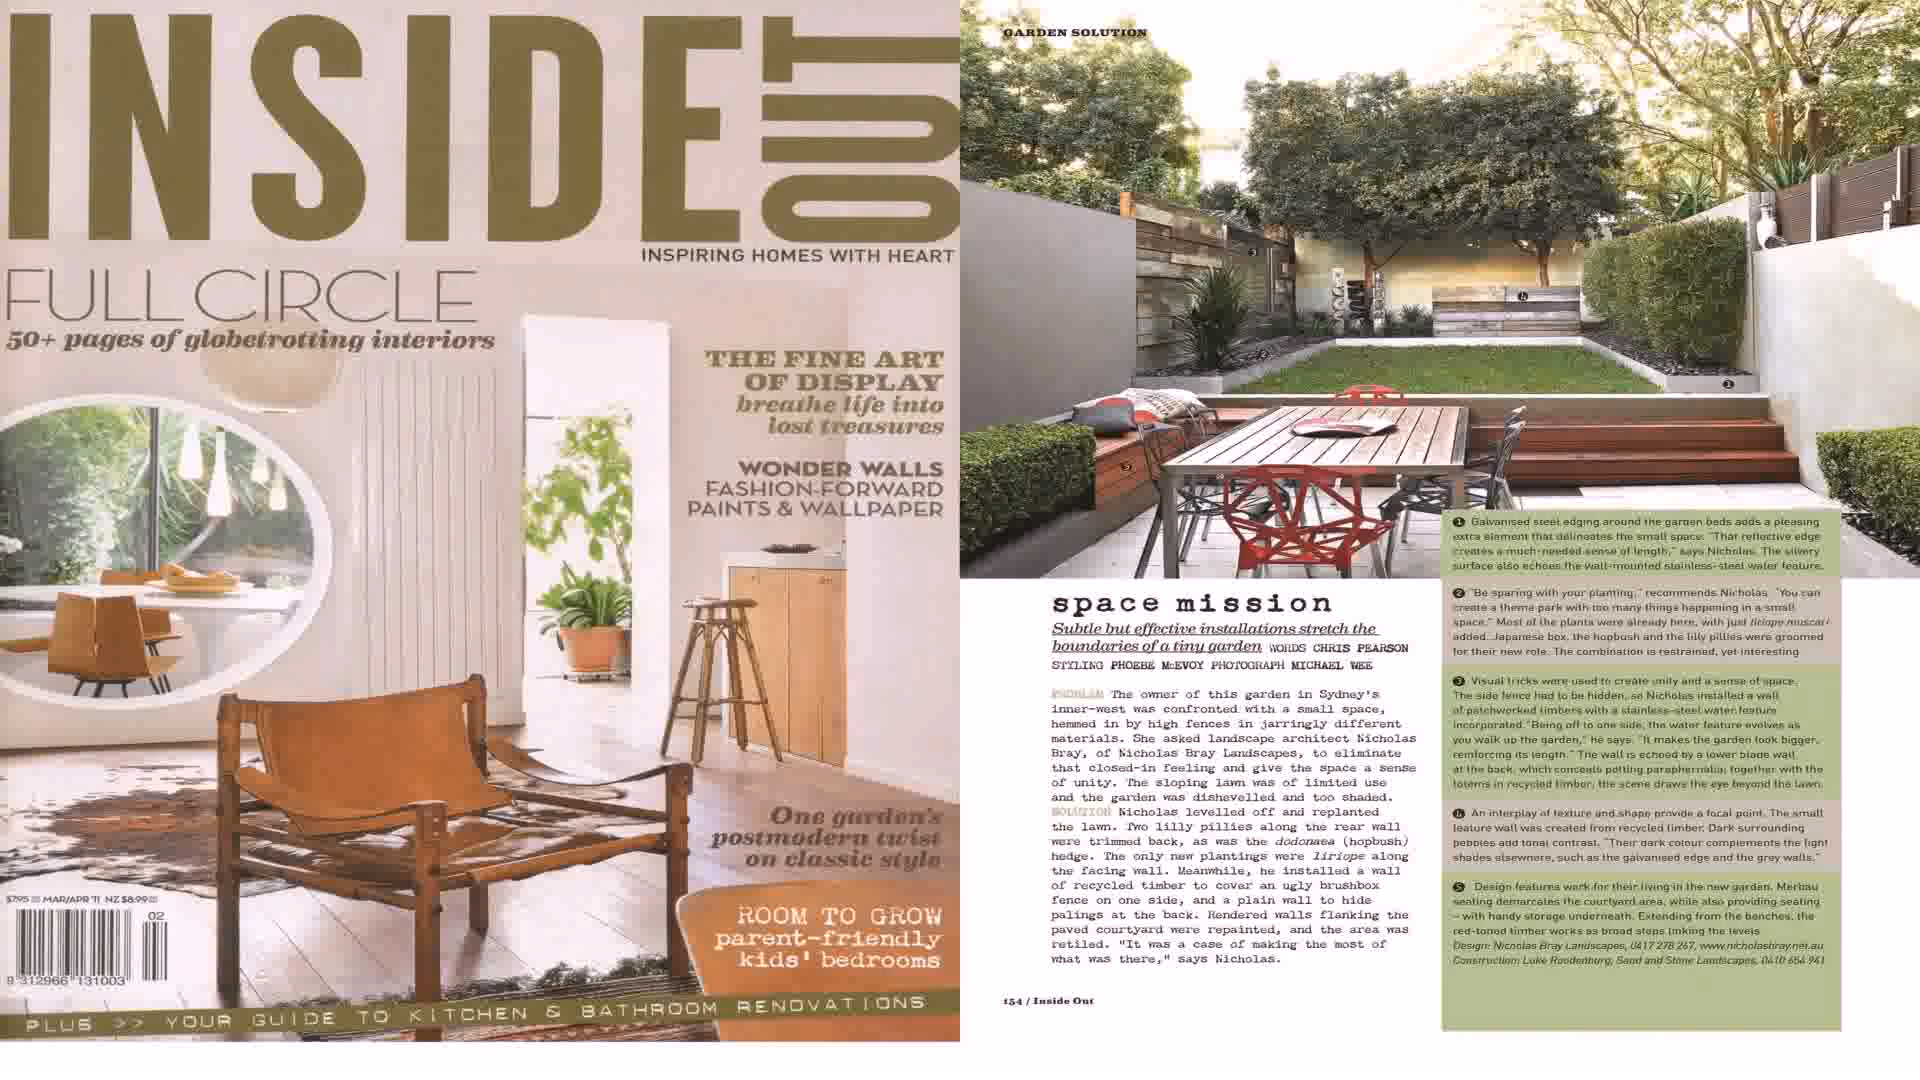 INSIDE
OUT
INSPIRING HOMES WITH HEART
FULL CIRCLE
50+ pages of globetrotting interiors
THE FINE ART
OF DISPLAY
breathe life into
lost treasures
WONDER WALLS
FASHION-FORWARD
PAINTS & WALLPAPER
One garden's
postmodern twist
on classic style
$7.95 MAR/APR '11 NZ $8.99
02
9 312966 131003
ROOM TO GROW
parent-friendly
kids' bedrooms
PLUS >> YOUR GUIDE TO KITCHEN & BATHROOM RENOVATIONS
GARDEN SOLUTION
space mission
Subtle but effective installations stretch the
boundaries of a tiny garden WORDS CHRIS PEARSON
STYLING PHOEBE McEVOY PHOTOGRAPH MICHAEL WEE
PROBLEM The owner of this garden in Sydney's
inner-west was confronted with a small space,
hemmed in by high fences in jarringly different
materials. She asked landscape architect Nicholas
Bray, of Nicholas Bray Landscapes, to eliminate
that closed-in feeling and give the space a sense
of unity. The sloping lawn was of limited use
and the garden was dishevelled and too shaded.
SOLUTION Nicholas levelled off and replanted
the lawn. Two lilly pillies along the rear wall
were trimmed back, as was the dodonaea (hopbush)
hedge. The only new plantings were liriope along
the facing wall. Meanwhile, he installed a wall
of recycled timber to cover an ugly brushbox
fence on one side, and a plain wall to hide
palings at the back. Rendered walls flanking the
paved courtyard were repainted, and the area was
retiled. "It was a case of making the most of
what was there," says Nicholas.
154 / Inside Out
1 Galvanised steel edging around the garden beds adds a pleasing
extra element that delineates the small space. "That reflective edge
creates a much-needed sense of length," says Nicholas. The silvery
surface also echoes the wall-mounted stainless-steel water feature.
2 "Be sparing with your planting," recommends Nicholas. "You can
create a theme park with too many things happening in a small
space." Most of the plants were already here, with just liriope muscari
added. Japanese box, the hopbush and the lilly pillies were groomed
for their new role. The combination is restrained, yet interesting
3 Visual tricks were used to create unity and a sense of space.
The side fence had to be hidden, so Nicholas installed a wall
of patchworked timbers with a stainless-steel water feature
incorporated. "Being off to one side, the water feature evolves as
you walk up the garden," he says. "It makes the garden look bigger,
reinforcing its length." The wall is echoed by a lower blade wall
at the back, which conceals potting paraphernalia; together with the
totems in recycled timber, the scene draws the eye beyond the lawn.
4 An interplay of texture and shape provide a focal point. The small
feature wall was created from recycled timber. Dark surrounding
pebbles add tonal contrast. "Their dark colour complements the light
shades elsewhere, such as the galvanised edge and the grey walls."
5 Design features work for their living in the new garden. Merbau
seating demarcates the courtyard area, while also providing seating
– with handy storage underneath. Extending from the benches, the
red-toned timber works as broad steps linking the levels
Design: Nicholas Bray Landscapes, 0417 278 267, www.nicholasbray.net.au
Construction: Luke Roodenburg, Sand and Stone Landscapes, 0410 654 941